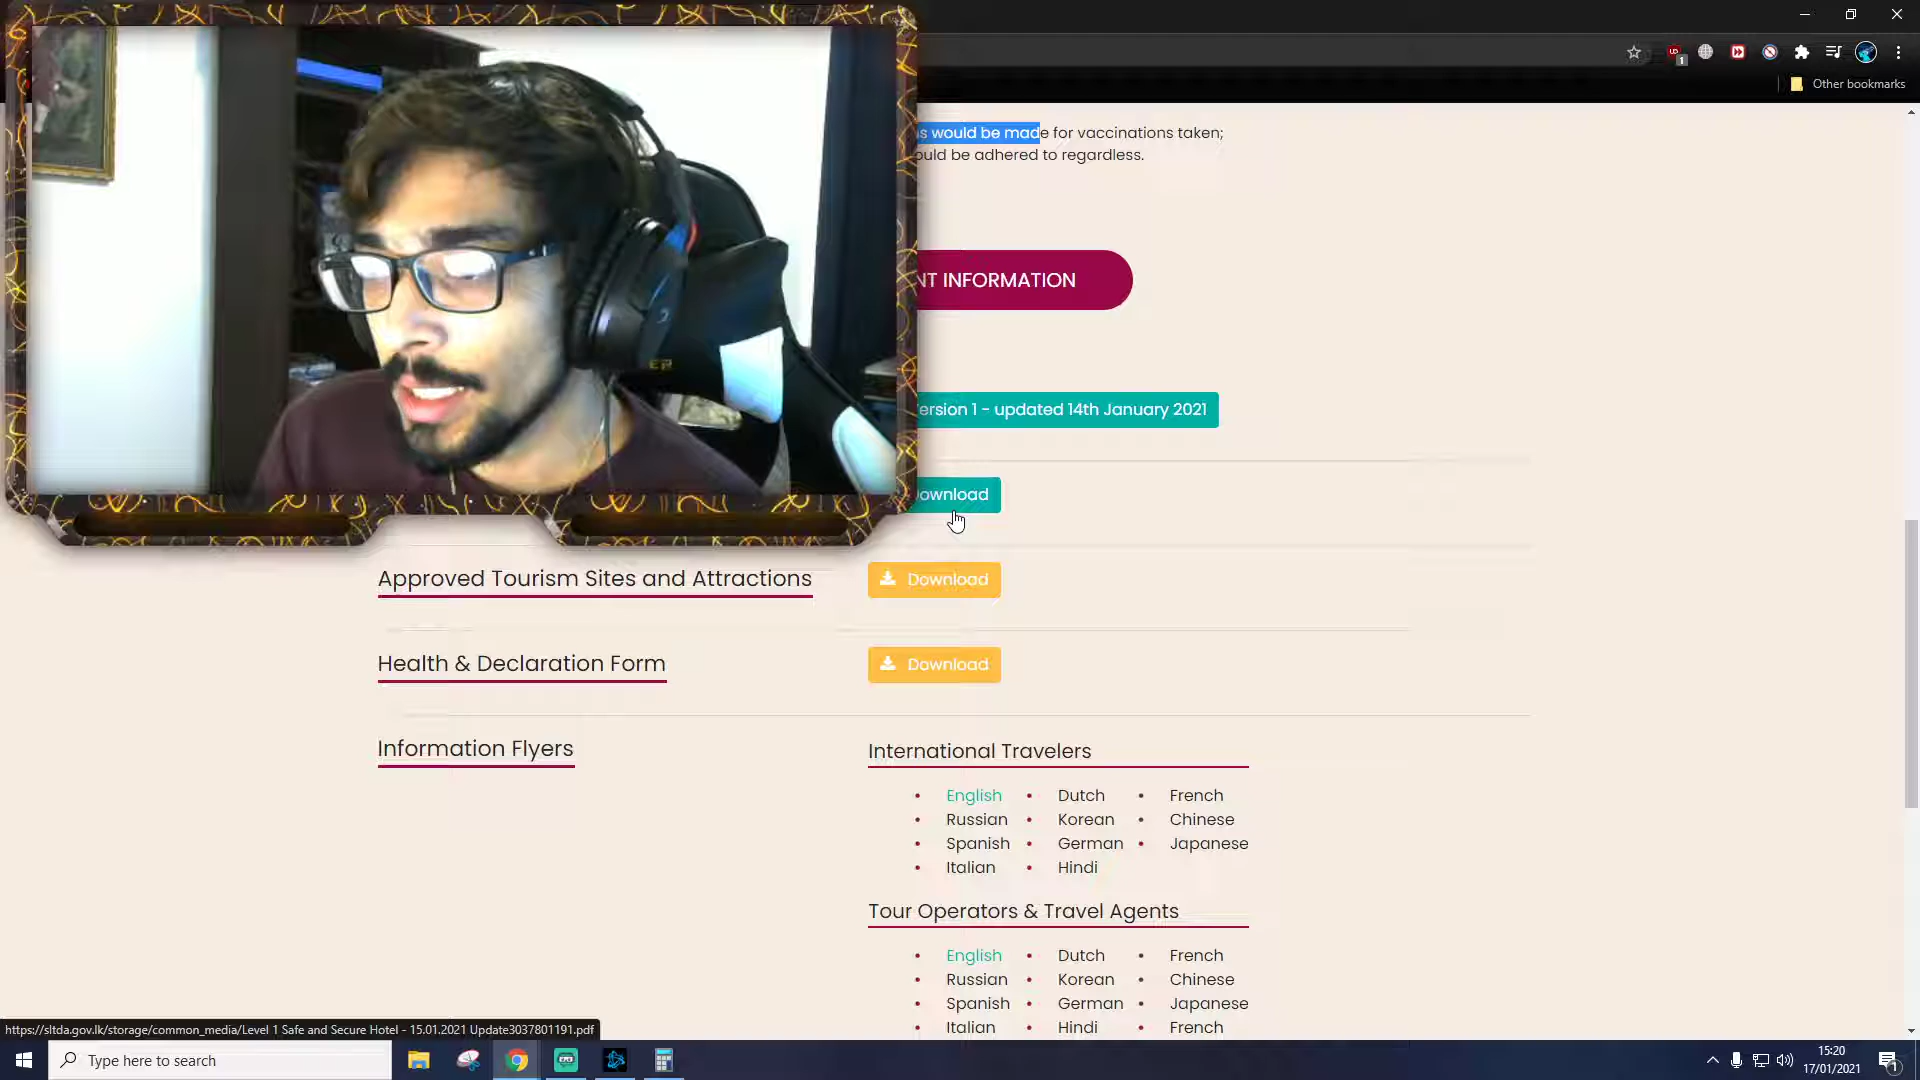 Other bookmarks
s would be made for vaccinations taken;
ould be adhered to regardless.
NT INFORMATION
ersion 1 - updated 14th January 2021
ownload
Approved Tourism Sites and Attractions
Download
Health & Declaration Form
Download
Information Flyers
International Travelers
English Dutch French
Russian Korean Chinese
Spanish German Japanese
Italian Hindi
Tour Operators & Travel Agents
English Dutch French
Russian Korean Chinese
Spanish German Japanese
Italian Hindi French
https://sltda.gov.lk/storage/common_media/Level 1 Safe and Secure Hotel - 15.01.2021 Update3037801191.pdf
Type here to search
15:20
17/01/2021
1
1